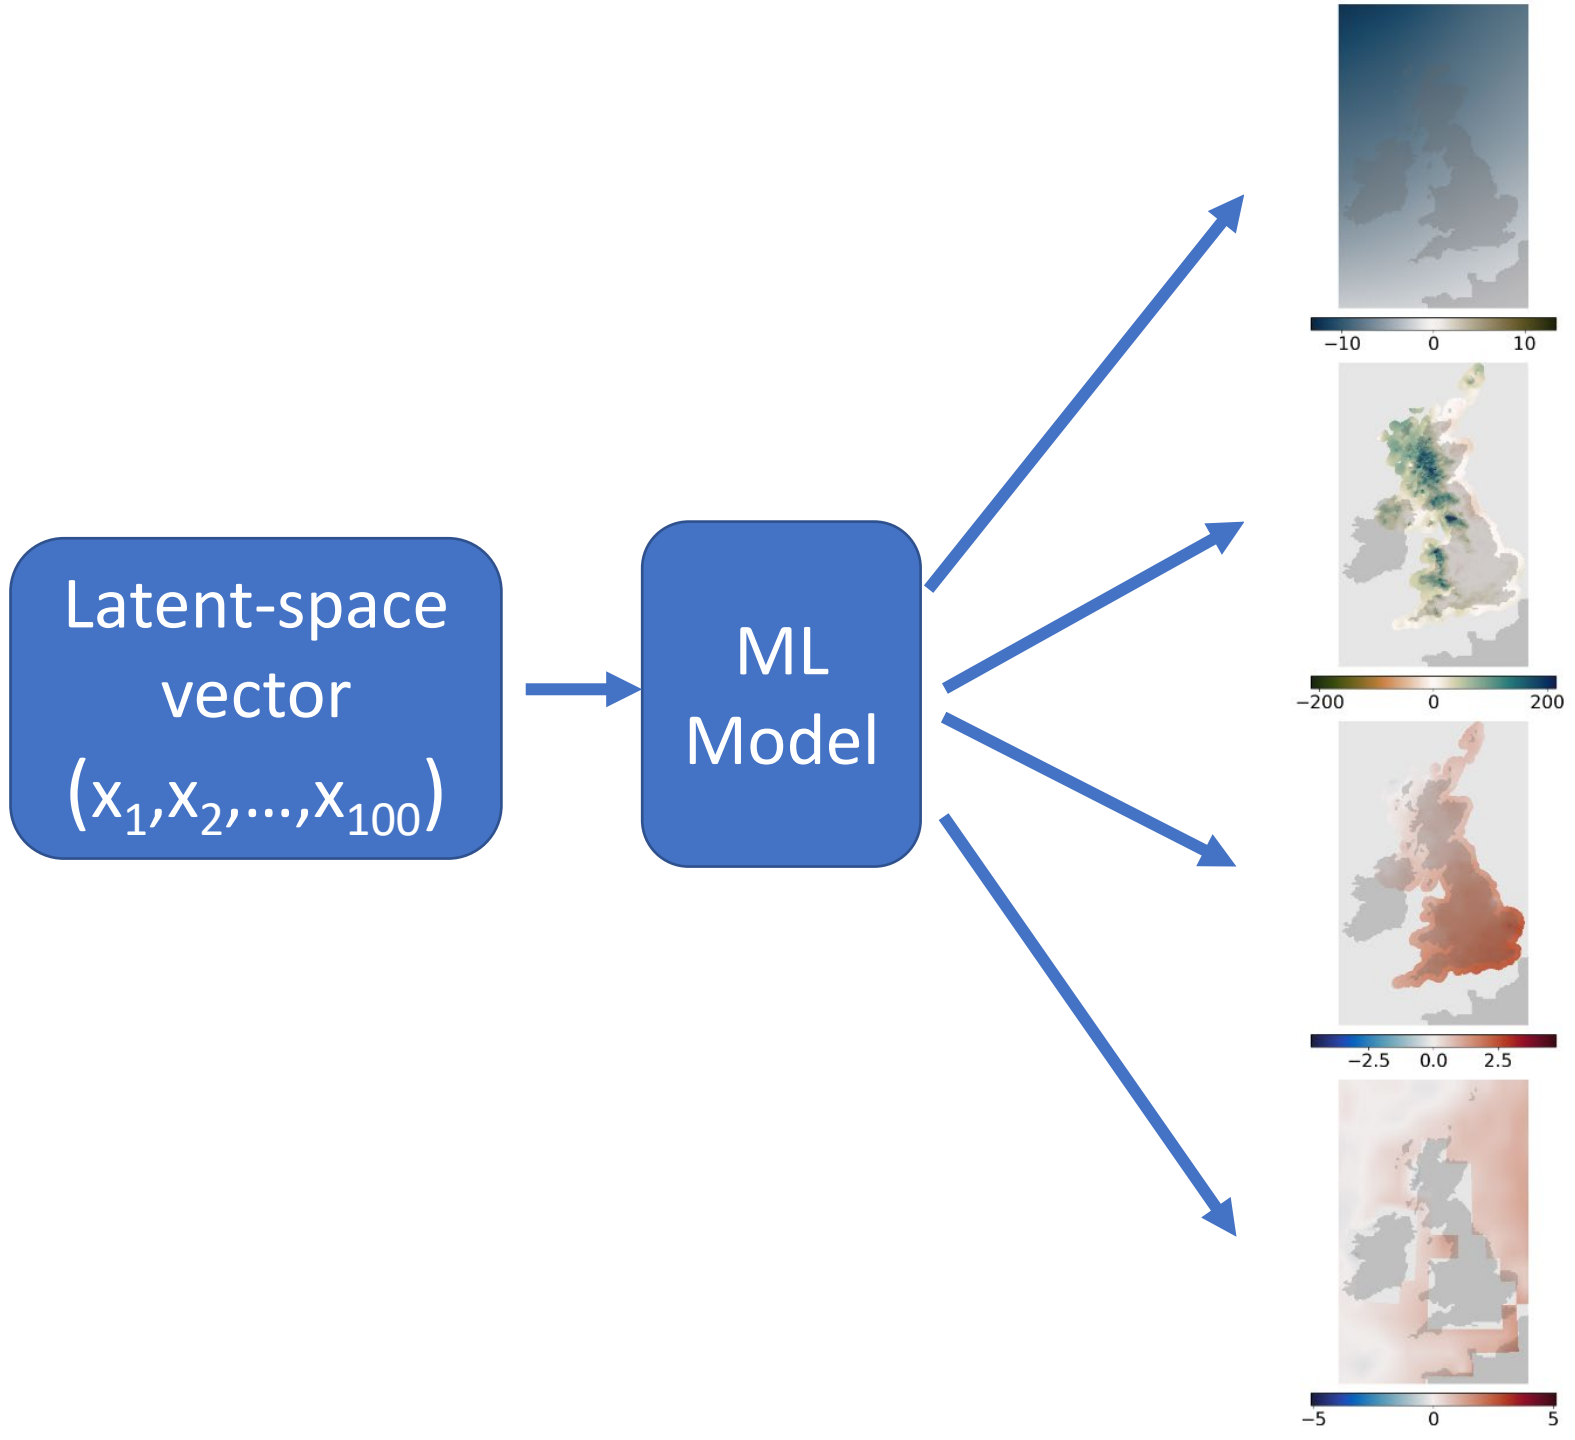 Latent-space
vector
(x₁,x₂,...,x₁₀₀)
ML
Model
−10 0 10
−200 0 200
−2.5 0.0 2.5
−5 0 5